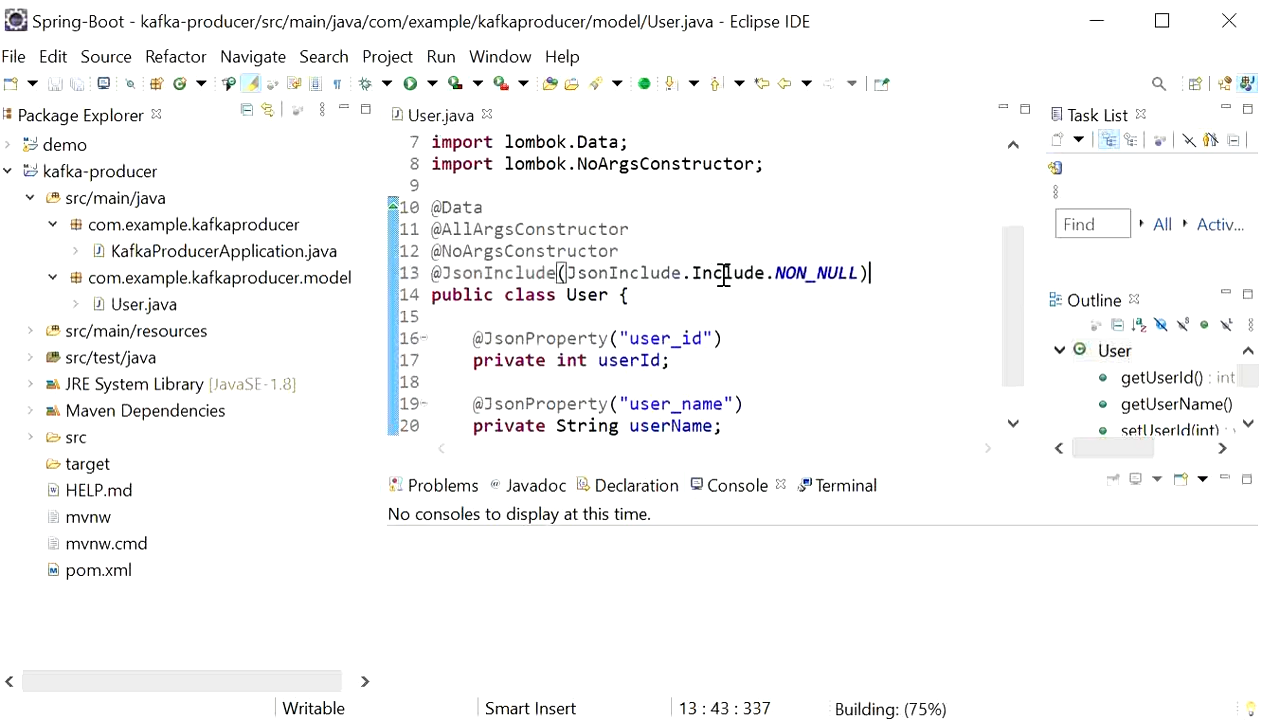 Spring-Boot - kafka-producer/src/main/java/com/example/kafkaproducer/model/User.java - Eclipse IDE
File Edit Source Refactor Navigate Search Project Run Window Help
Package Explorer
demo
kafka-producer
src/main/java
com.example.kafkaproducer
KafkaProducerApplication.java
com.example.kafkaproducer.model
User.java
src/main/resources
src/test/java
JRE System Library [JavaSE-1.8]
Maven Dependencies
src
target
HELP.md
mvnw
mvnw.cmd
pom.xml
User.java
7 import lombok.Data;
8 import lombok.NoArgsConstructor;
9
10 @Data
11 @AllArgsConstructor
12 @NoArgsConstructor
13 @JsonInclude(JsonInclude.Include.NON_NULL)
14 public class User {
15
16 @JsonProperty("user_id")
17 private int userId;
18
19 @JsonProperty("user_name")
20 private String userName;
Problems @ Javadoc Declaration Console Terminal
No consoles to display at this time.
Task List
Find All Activ...
Outline
User
getUserId() : int
getUserName()
setUserId(int) :
Writable Smart Insert 13 : 43 : 337 Building: (75%)